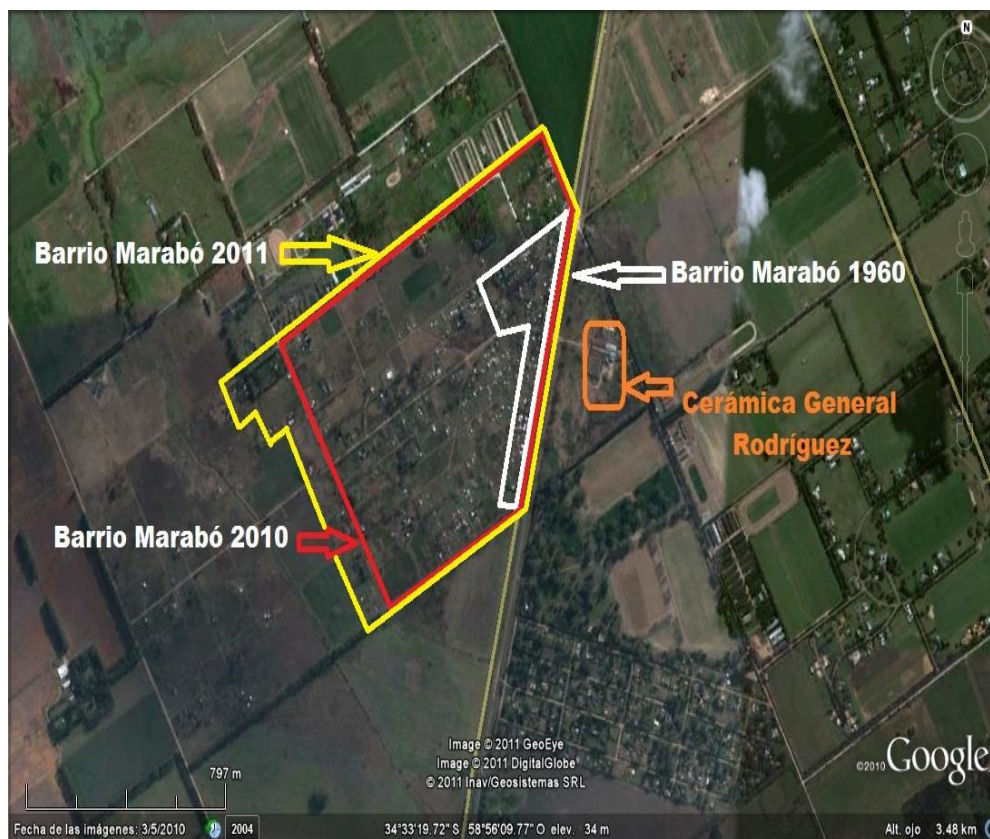 N
Barrio Marabó 2011
Barrio Marabó 1960
Cerámica General
Rodríguez
Barrio Marabó 2010
Image © 2011 GeoEye
Image © 2011 DigitalGlobe
© 2011 Inav/Geosistemas SRL
©2010 Google
797 m
Fecha de las imágenes: 3/5/2010
2004
34°33'19.72" S 58°56'09.77" O elev. 34 m
Alt. ojo 3.48 km